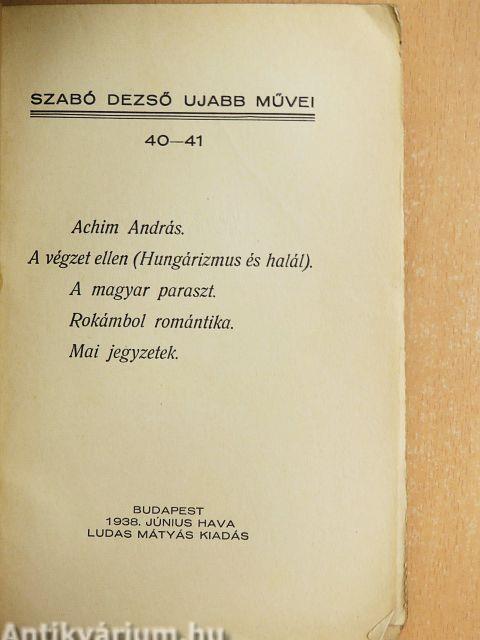 SZABÓ DEZSŐ UJABB MŰVEI
40—41
Achim András.
A végzet ellen (Hungárizmus és halál).
A magyar paraszt.
Rokámbol romántika.
Mai jegyzetek.
BUDAPEST
1938. JÚNIUS HAVA
LUDAS MÁTYÁS KIADÁS
Antikvárium.hu